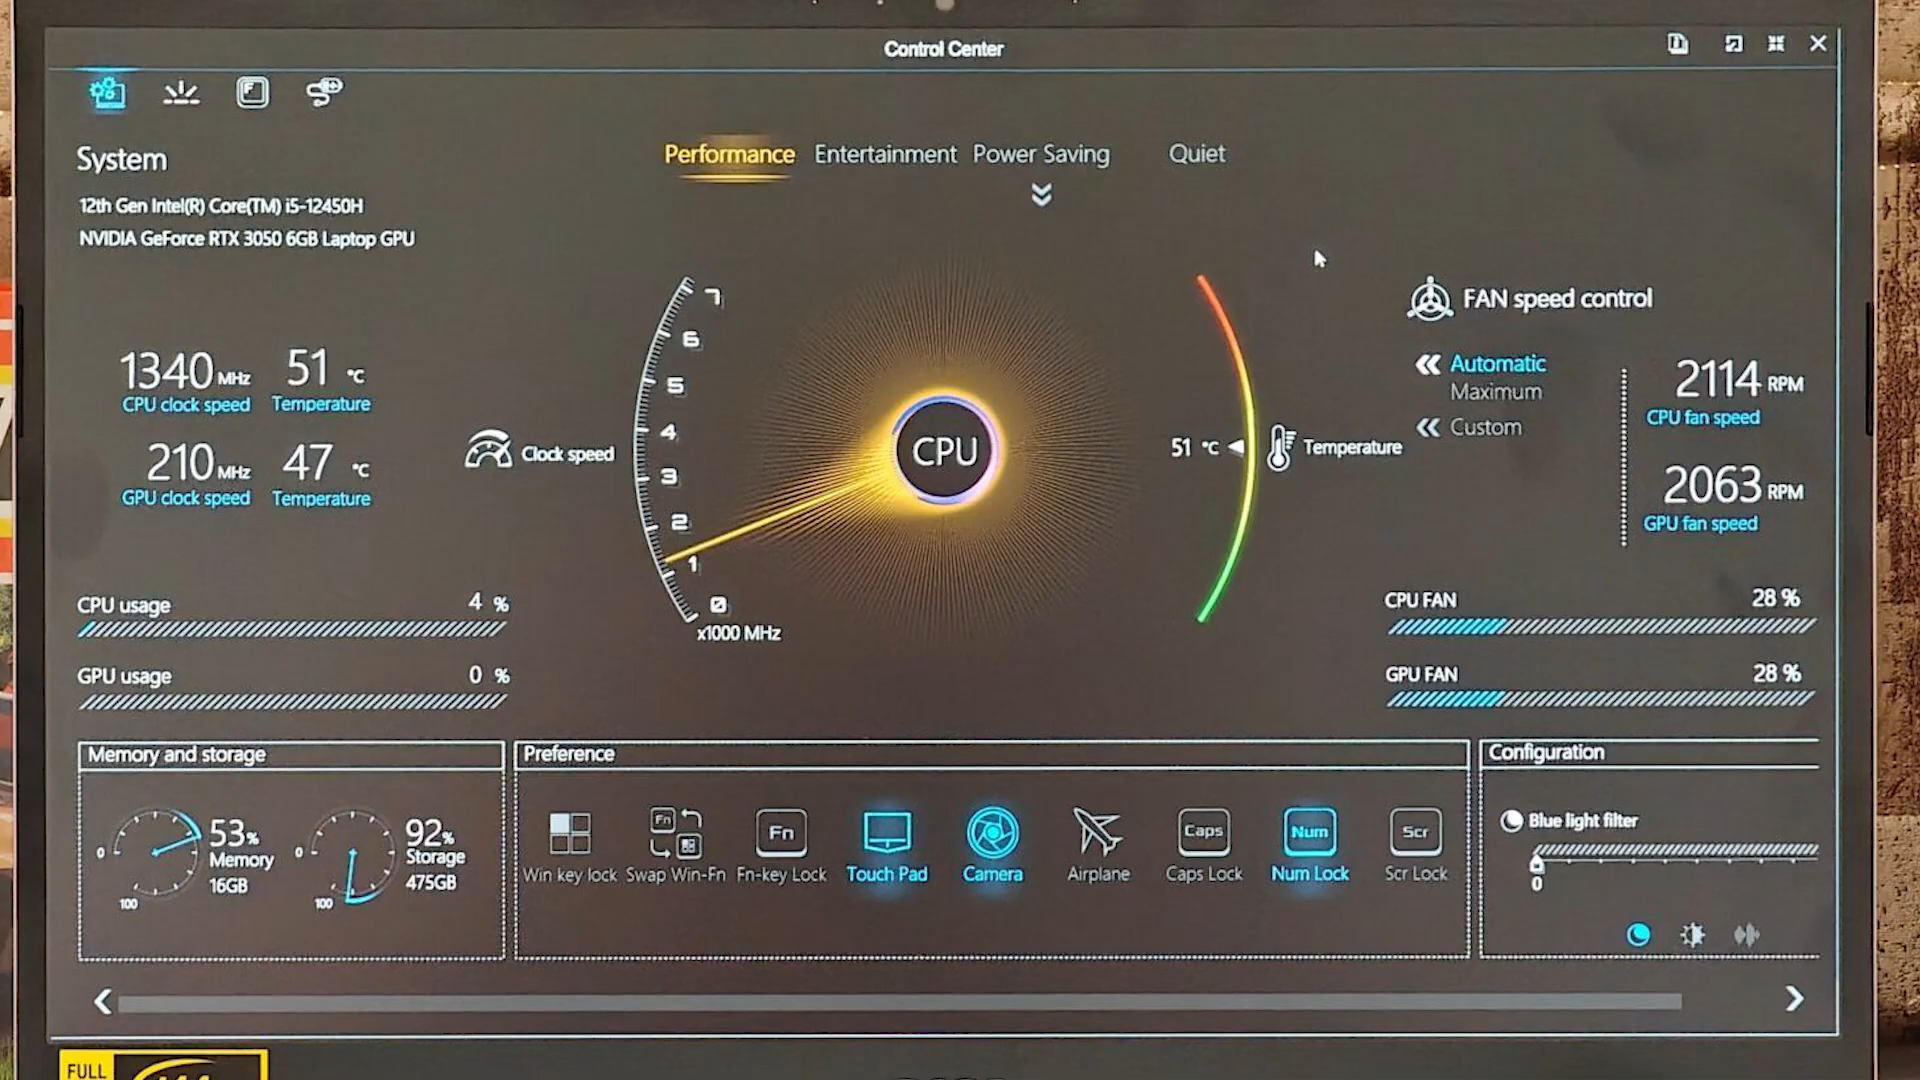 Control Center
System
12th Gen Intel(R) Core(TM) i5-12450H
NVIDIA GeForce RTX 3050 6GB Laptop GPU
Performance Entertainment Power Saving Quiet
1340 MHz 51 °C
CPU clock speed Temperature
210 MHz 47 °C
GPU clock speed Temperature
Clock speed
7
6
5
4
3
2
1
0
x1000 MHz
CPU
51 °C
Temperature
FAN speed control
Automatic
Maximum
Custom
2114 RPM
CPU fan speed
2063 RPM
GPU fan speed
CPU usage 4 %
GPU usage 0 %
CPU FAN 28 %
GPU FAN 28 %
Memory and storage
0
100
53%
Memory
16GB
0
100
92%
Storage
475GB
Preference
Fn
Fn
Caps
Num
Scr
Win key lock Swap Win-Fn Fn-key Lock Touch Pad Camera Airplane Caps Lock Num Lock Scr Lock
Configuration
Blue light filter
0
FULL